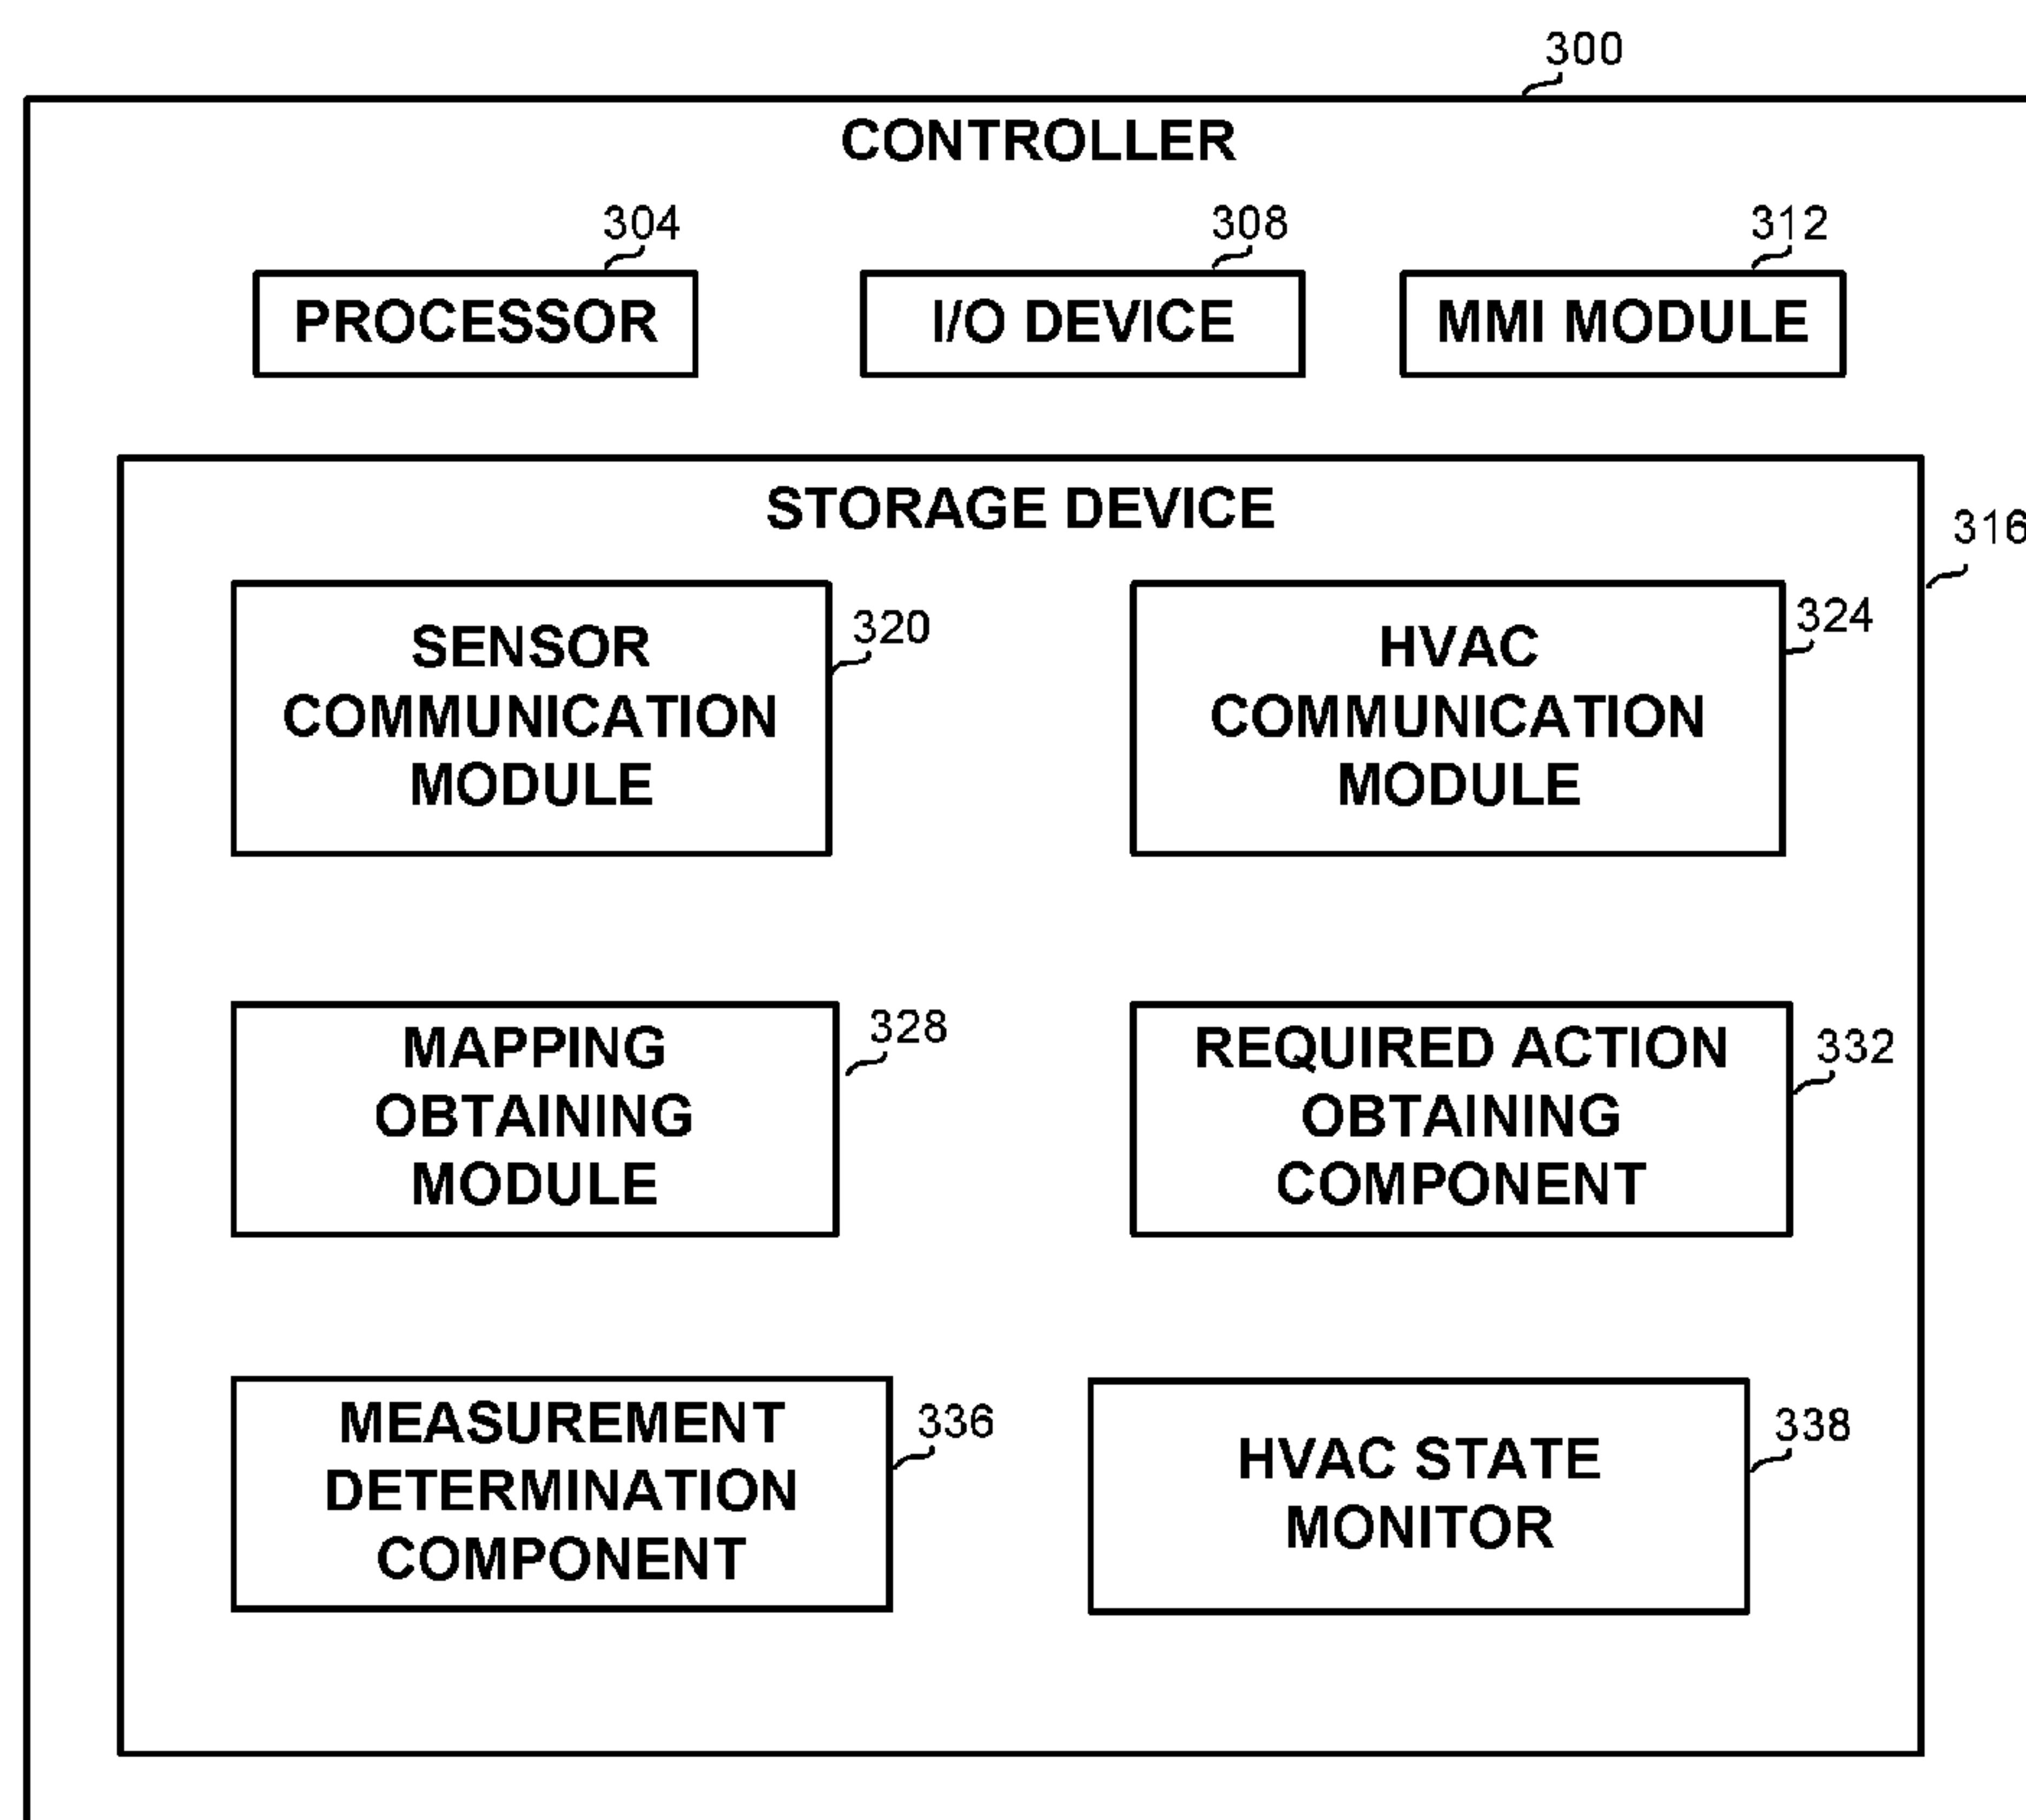 300
CONTROLLER
304
308
312
PROCESSOR
I/O DEVICE
MMI MODULE
STORAGE DEVICE
316
320
SENSOR
COMMUNICATION
MODULE
324
HVAC
COMMUNICATION
MODULE
328
MAPPING
OBTAINING
MODULE
332
REQUIRED ACTION
OBTAINING
COMPONENT
336
MEASUREMENT
DETERMINATION
COMPONENT
338
HVAC STATE
MONITOR